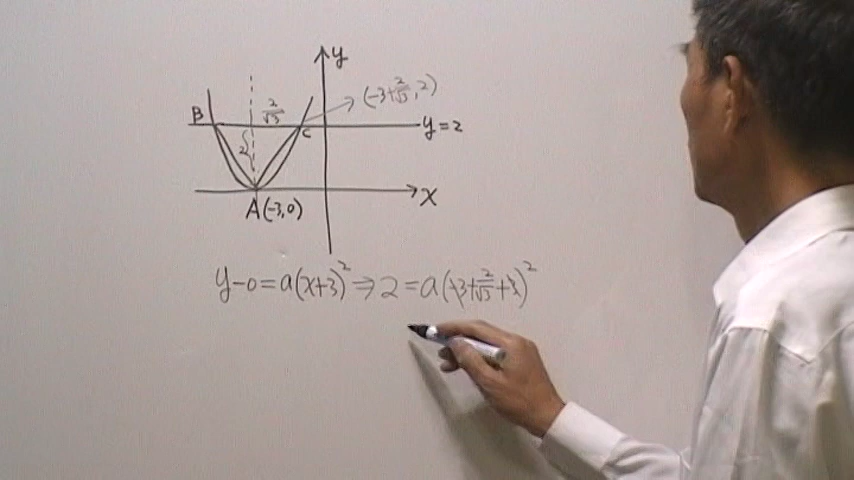 y
2/√3
(-3+2/√3, 2)
B
C
y=2
2
x
A(-3,0)
y-0=a(x+3)²⇒2=a(-3+2/√3+3)²